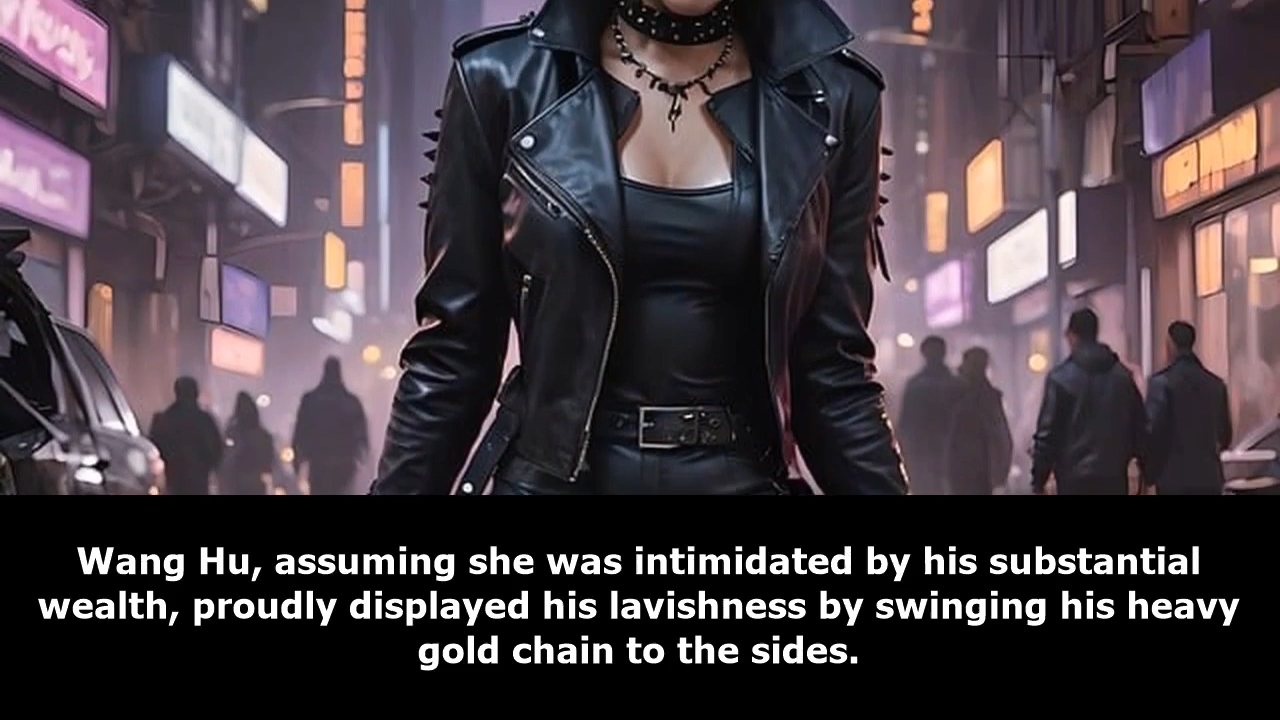 Wang Hu, assuming she was intimidated by his substantial
wealth, proudly displayed his lavishness by swinging his heavy
gold chain to the sides.